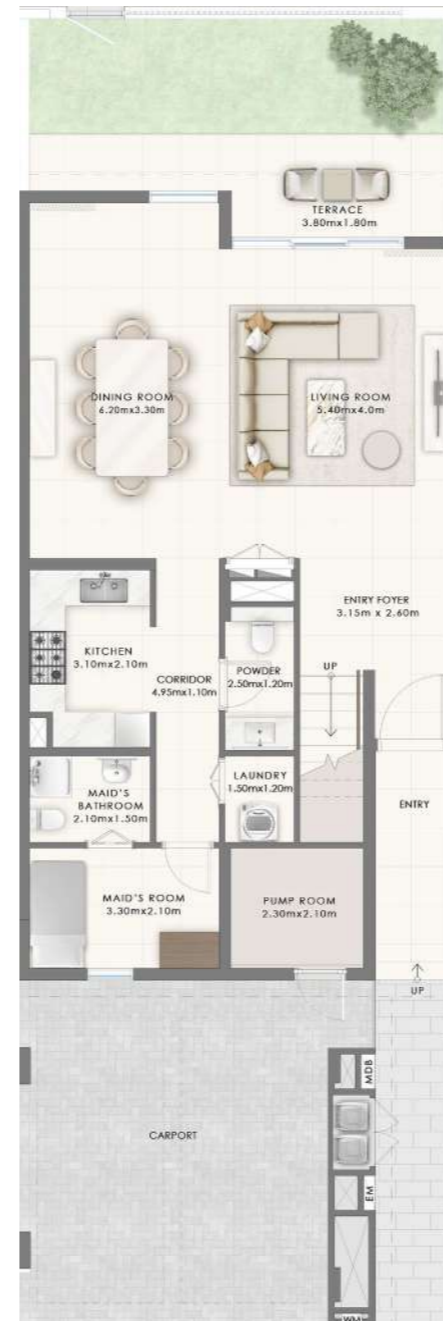 TERRACE
3.80mx1.80m
DINING ROOM
6.20mx3.30m
LIVING ROOM
5.40mx4.0m
ENTRY FOYER
3.15m x 2.60m
KITCHEN
3.10mx2.10m
CORRIDOR
4.95mx1.10m
POWDER
2.50mx1.20m
UP
LAUNDRY
1.50mx1.20m
MAID'S
BATHROOM
2.10mx1.50m
ENTRY
MAID'S ROOM
3.30mx2.10m
PUMP ROOM
2.30mx2.10m
UP
MDB
CARPORT
EM
WM